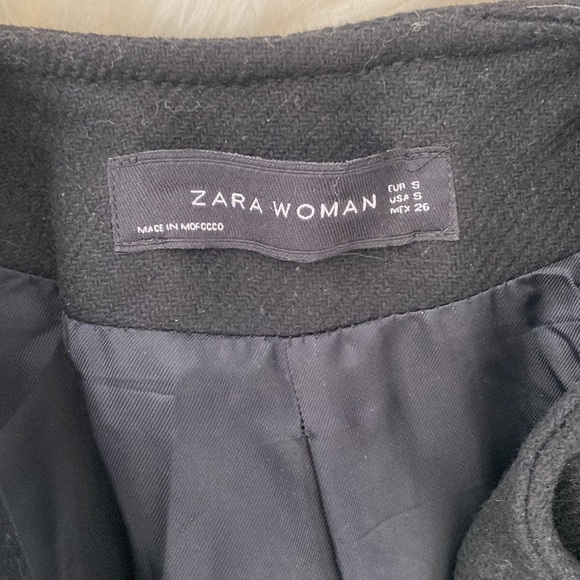 ZARA WOMAN
EUR S
USA S
MEX 26
MADE IN MOROCCO